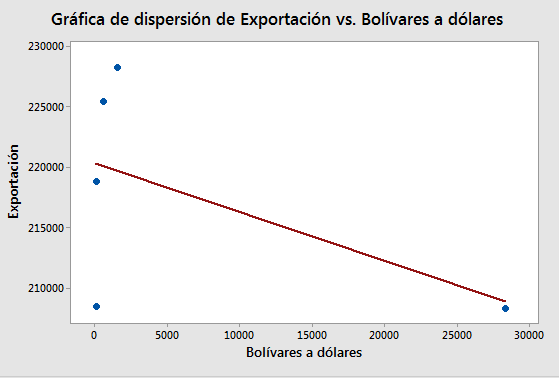 Gráfica de dispersión de Exportación vs. Bolívares a dólares
230000
225000
220000
215000
210000
Exportación
0 5000 10000 15000 20000 25000 30000
Bolívares a dólares